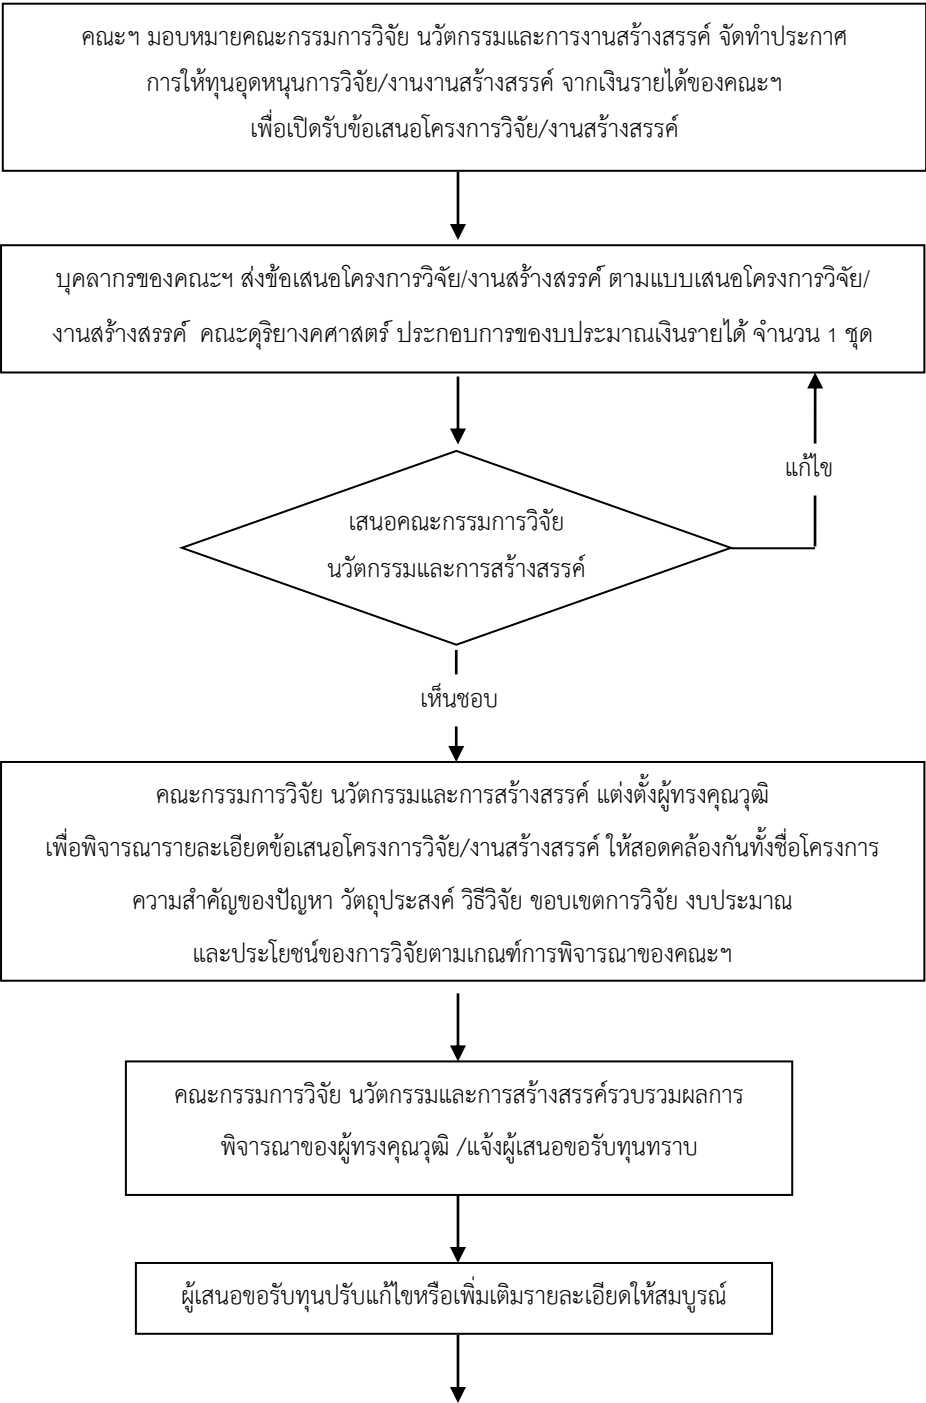 คณะฯ มอบหมายคณะกรรมการวิจัย นวัตกรรมและการงานสร้างสรรค์ จัดทำประกาศ
การให้ทุนอุดหนุนการวิจัย/งานงานสร้างสรรค์ จากเงินรายได้ของคณะฯ
เพื่อเปิดรับข้อเสนอโครงการวิจัย/งานสร้างสรรค์
บุคลากรของคณะฯ ส่งข้อเสนอโครงการวิจัย/งานสร้างสรรค์ ตามแบบเสนอโครงการวิจัย/
งานสร้างสรรค์ คณะดุริยางคศาสตร์ ประกอบการของบประมาณเงินรายได้ จำนวน 1 ชุด
แก้ไข
เสนอคณะกรรมการวิจัย
นวัตกรรมและการสร้างสรรค์
เห็นชอบ
คณะกรรมการวิจัย นวัตกรรมและการสร้างสรรค์ แต่งตั้งผู้ทรงคุณวุฒิ
เพื่อพิจารณารายละเอียดข้อเสนอโครงการวิจัย/งานสร้างสรรค์ ให้สอดคล้องกันทั้งชื่อโครงการ
ความสำคัญของปัญหา วัตถุประสงค์ วิธีวิจัย ขอบเขตการวิจัย งบประมาณ
และประโยชน์ของการวิจัยตามเกณฑ์การพิจารณาของคณะฯ
คณะกรรมการวิจัย นวัตกรรมและการสร้างสรรค์รวบรวมผลการ
พิจารณาของผู้ทรงคุณวุฒิ /แจ้งผู้เสนอขอรับทุนทราบ
ผู้เสนอขอรับทุนปรับแก้ไขหรือเพิ่มเติมรายละเอียดให้สมบูรณ์